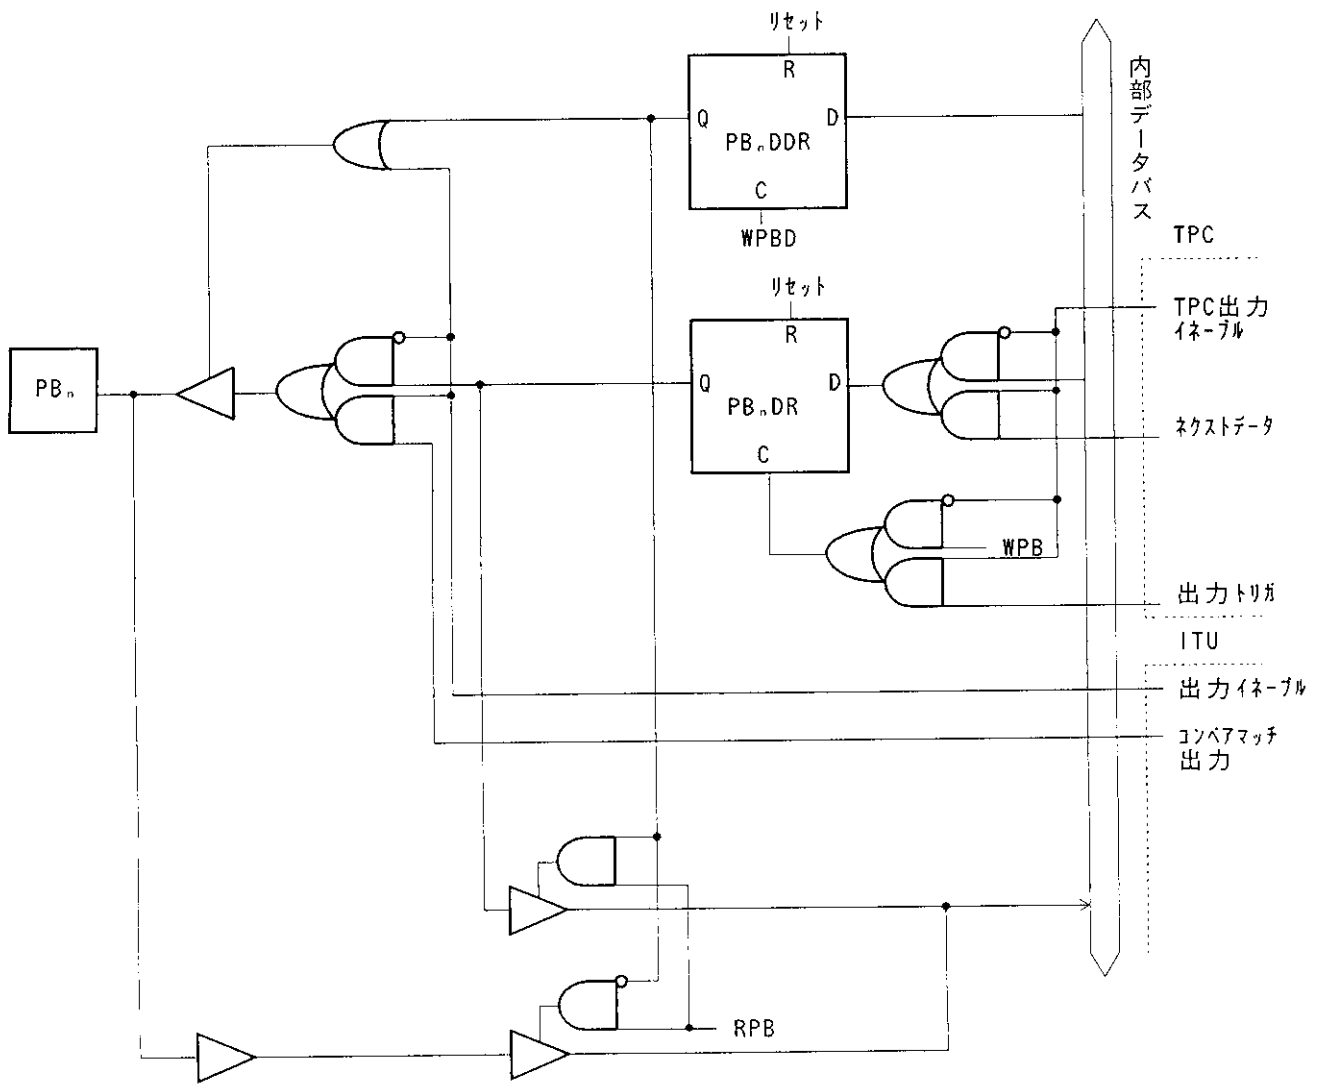 リセット
R
Q
D
PBnDDR
C
WPBD
内部データバス
TPC
リセット
R
Q
D
PBnDR
C
TPC出力
イネーブル
PBn
ネクストデータ
WPB
出力トリガ
ITU
出力イネーブル
コンペアマッチ
出力
RPB